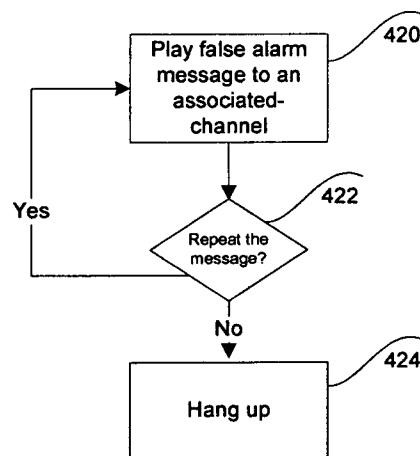 Play false alarm
message to an
associated-
channel
420
Yes
Repeat the
message?
422
No
Hang up
424